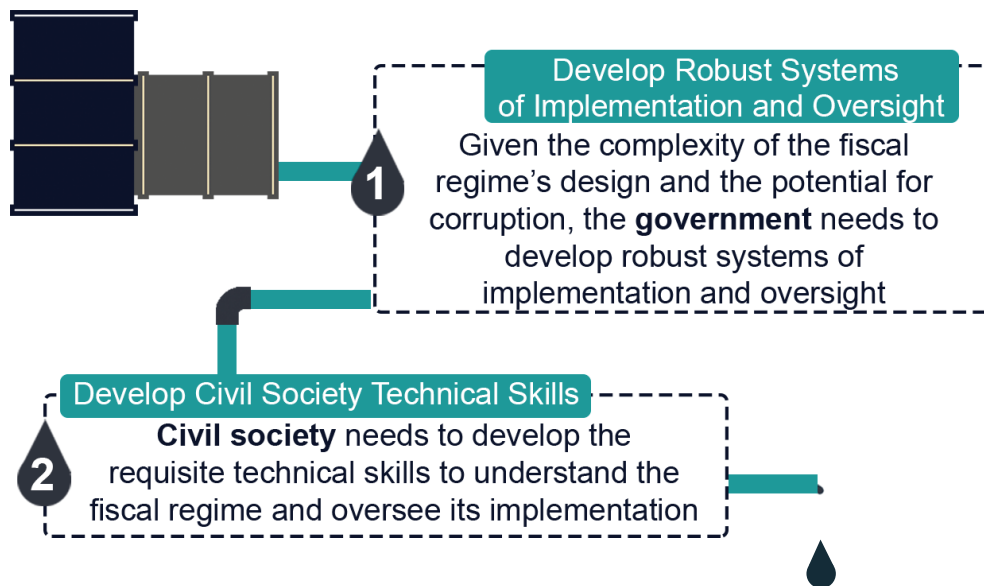 Develop Robust Systems
of Implementation and Oversight
1
Given the complexity of the fiscal
regime’s design and the potential for
corruption, the government needs to
develop robust systems of
implementation and oversight
Develop Civil Society Technical Skills
2
Civil society needs to develop the
requisite technical skills to understand the
fiscal regime and oversee its implementation